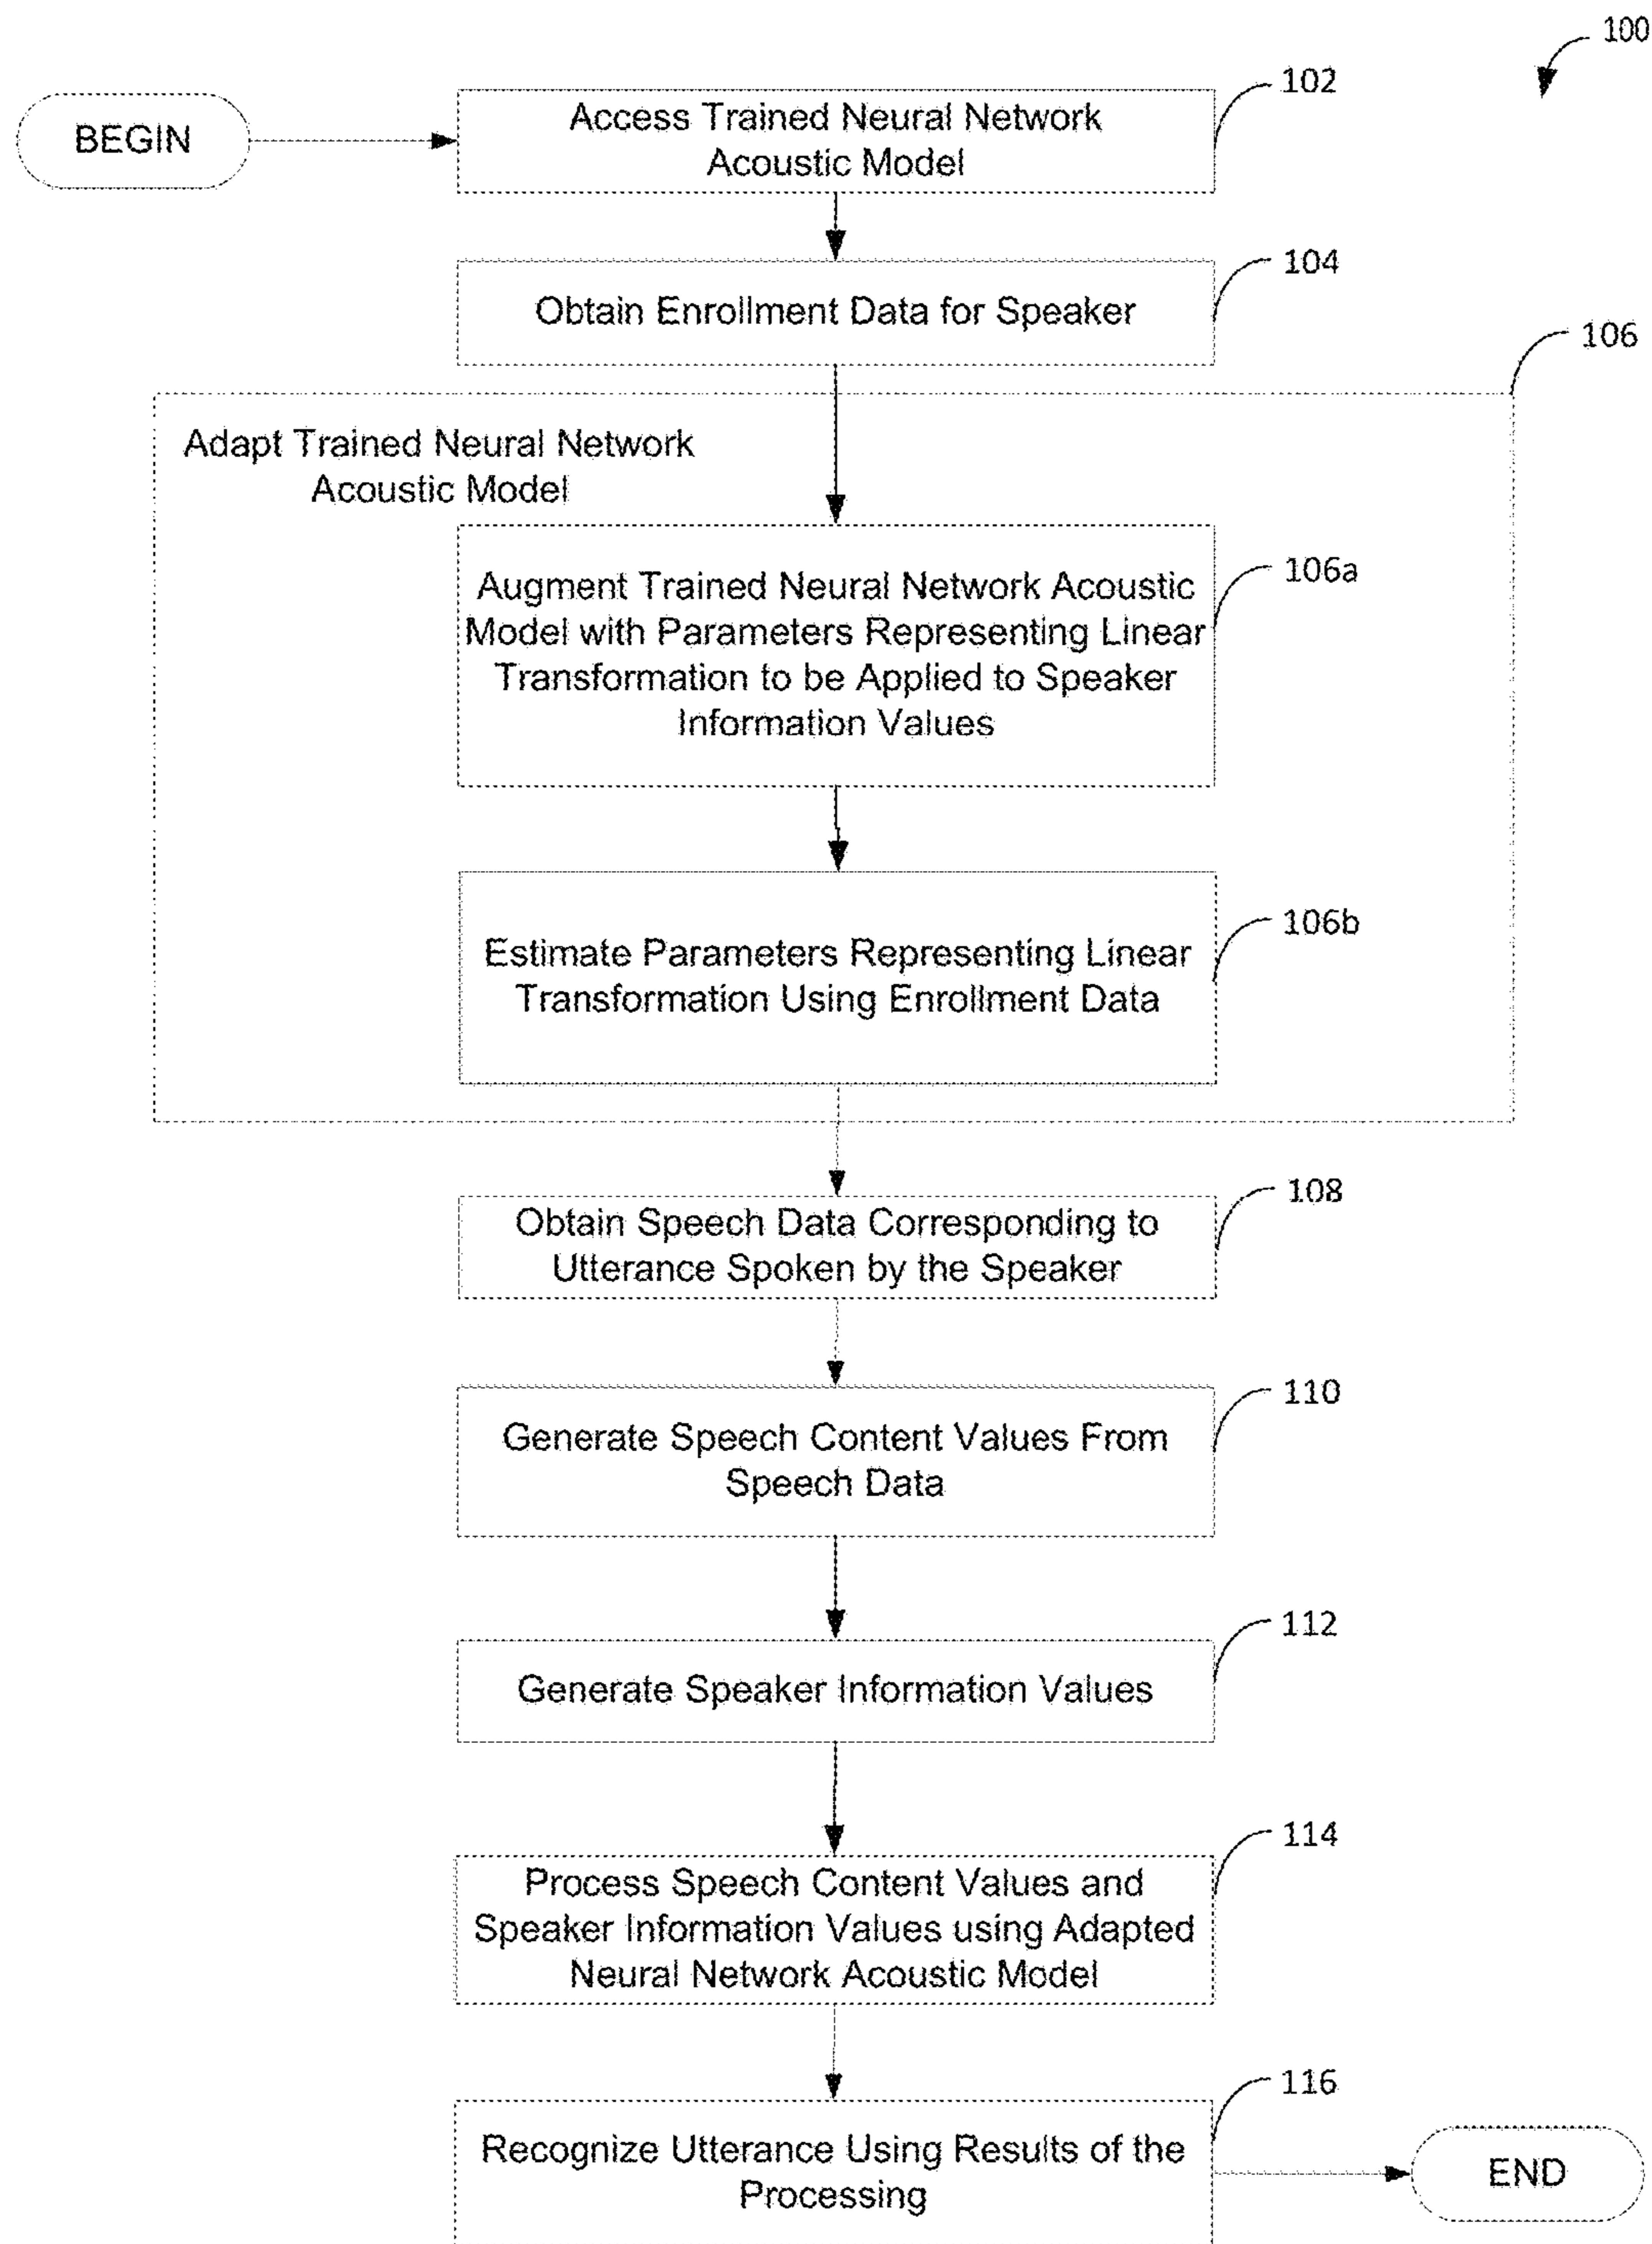 100
BEGIN
102
Access Trained Neural Network
Acoustic Model
104
Obtain Enrollment Data for Speaker
106
Adapt Trained Neural Network
Acoustic Model
106a
Augment Trained Neural Network Acoustic
Model with Parameters Representing Linear
Transformation to be Applied to Speaker
Information Values
106b
Estimate Parameters Representing Linear
Transformation Using Enrollment Data
108
Obtain Speech Data Corresponding to
Utterance Spoken by the Speaker
110
Generate Speech Content Values From
Speech Data
112
Generate Speaker Information Values
114
Process Speech Content Values and
Speaker Information Values using Adapted
Neural Network Acoustic Model
116
Recognize Utterance Using Results of the
Processing
END